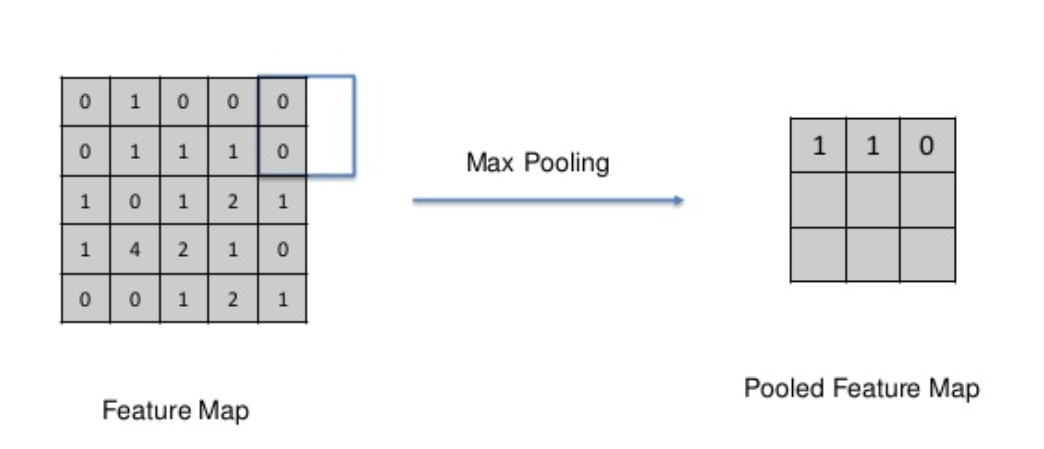 0 1 0 0 0
0 1 1 1 0
1 0 1 2 1
1 4 2 1 0
0 0 1 2 1
Feature Map
Max Pooling
1 1 0
Pooled Feature Map